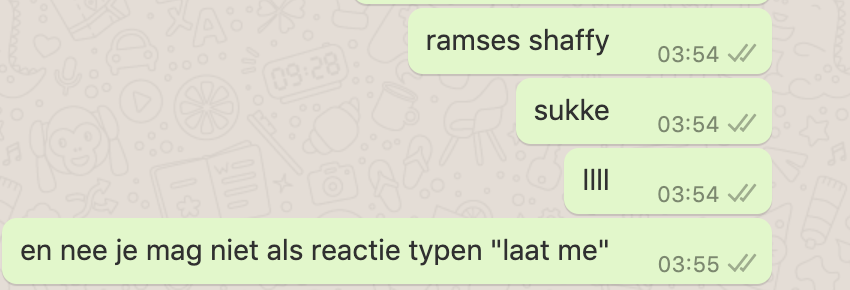 ramses shaffy 03:54
sukke 03:54
llll 03:54
en nee je mag niet als reactie typen "laat me" 03:55